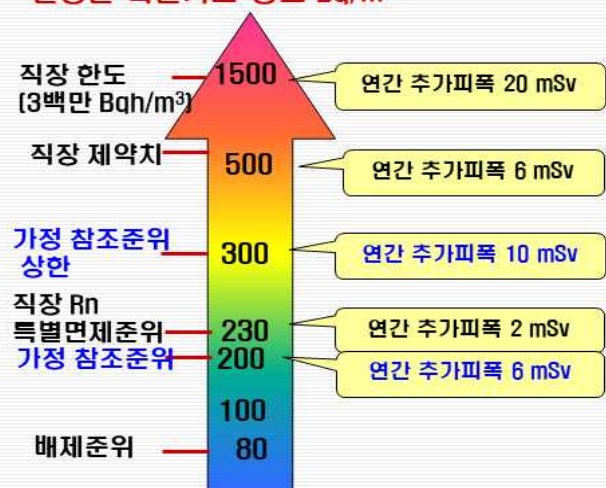 직장 한도
(3백만 Bqh/m³)
1500
연간 추가피폭 20 mSv
직장 제약치
500
연간 추가피폭 6 mSv
가정 참조준위
상한
300
연간 추가피폭 10 mSv
직장 Rn
특별면제준위
230
연간 추가피폭 2 mSv
가정 참조준위
200
연간 추가피폭 6 mSv
100
배제준위
80